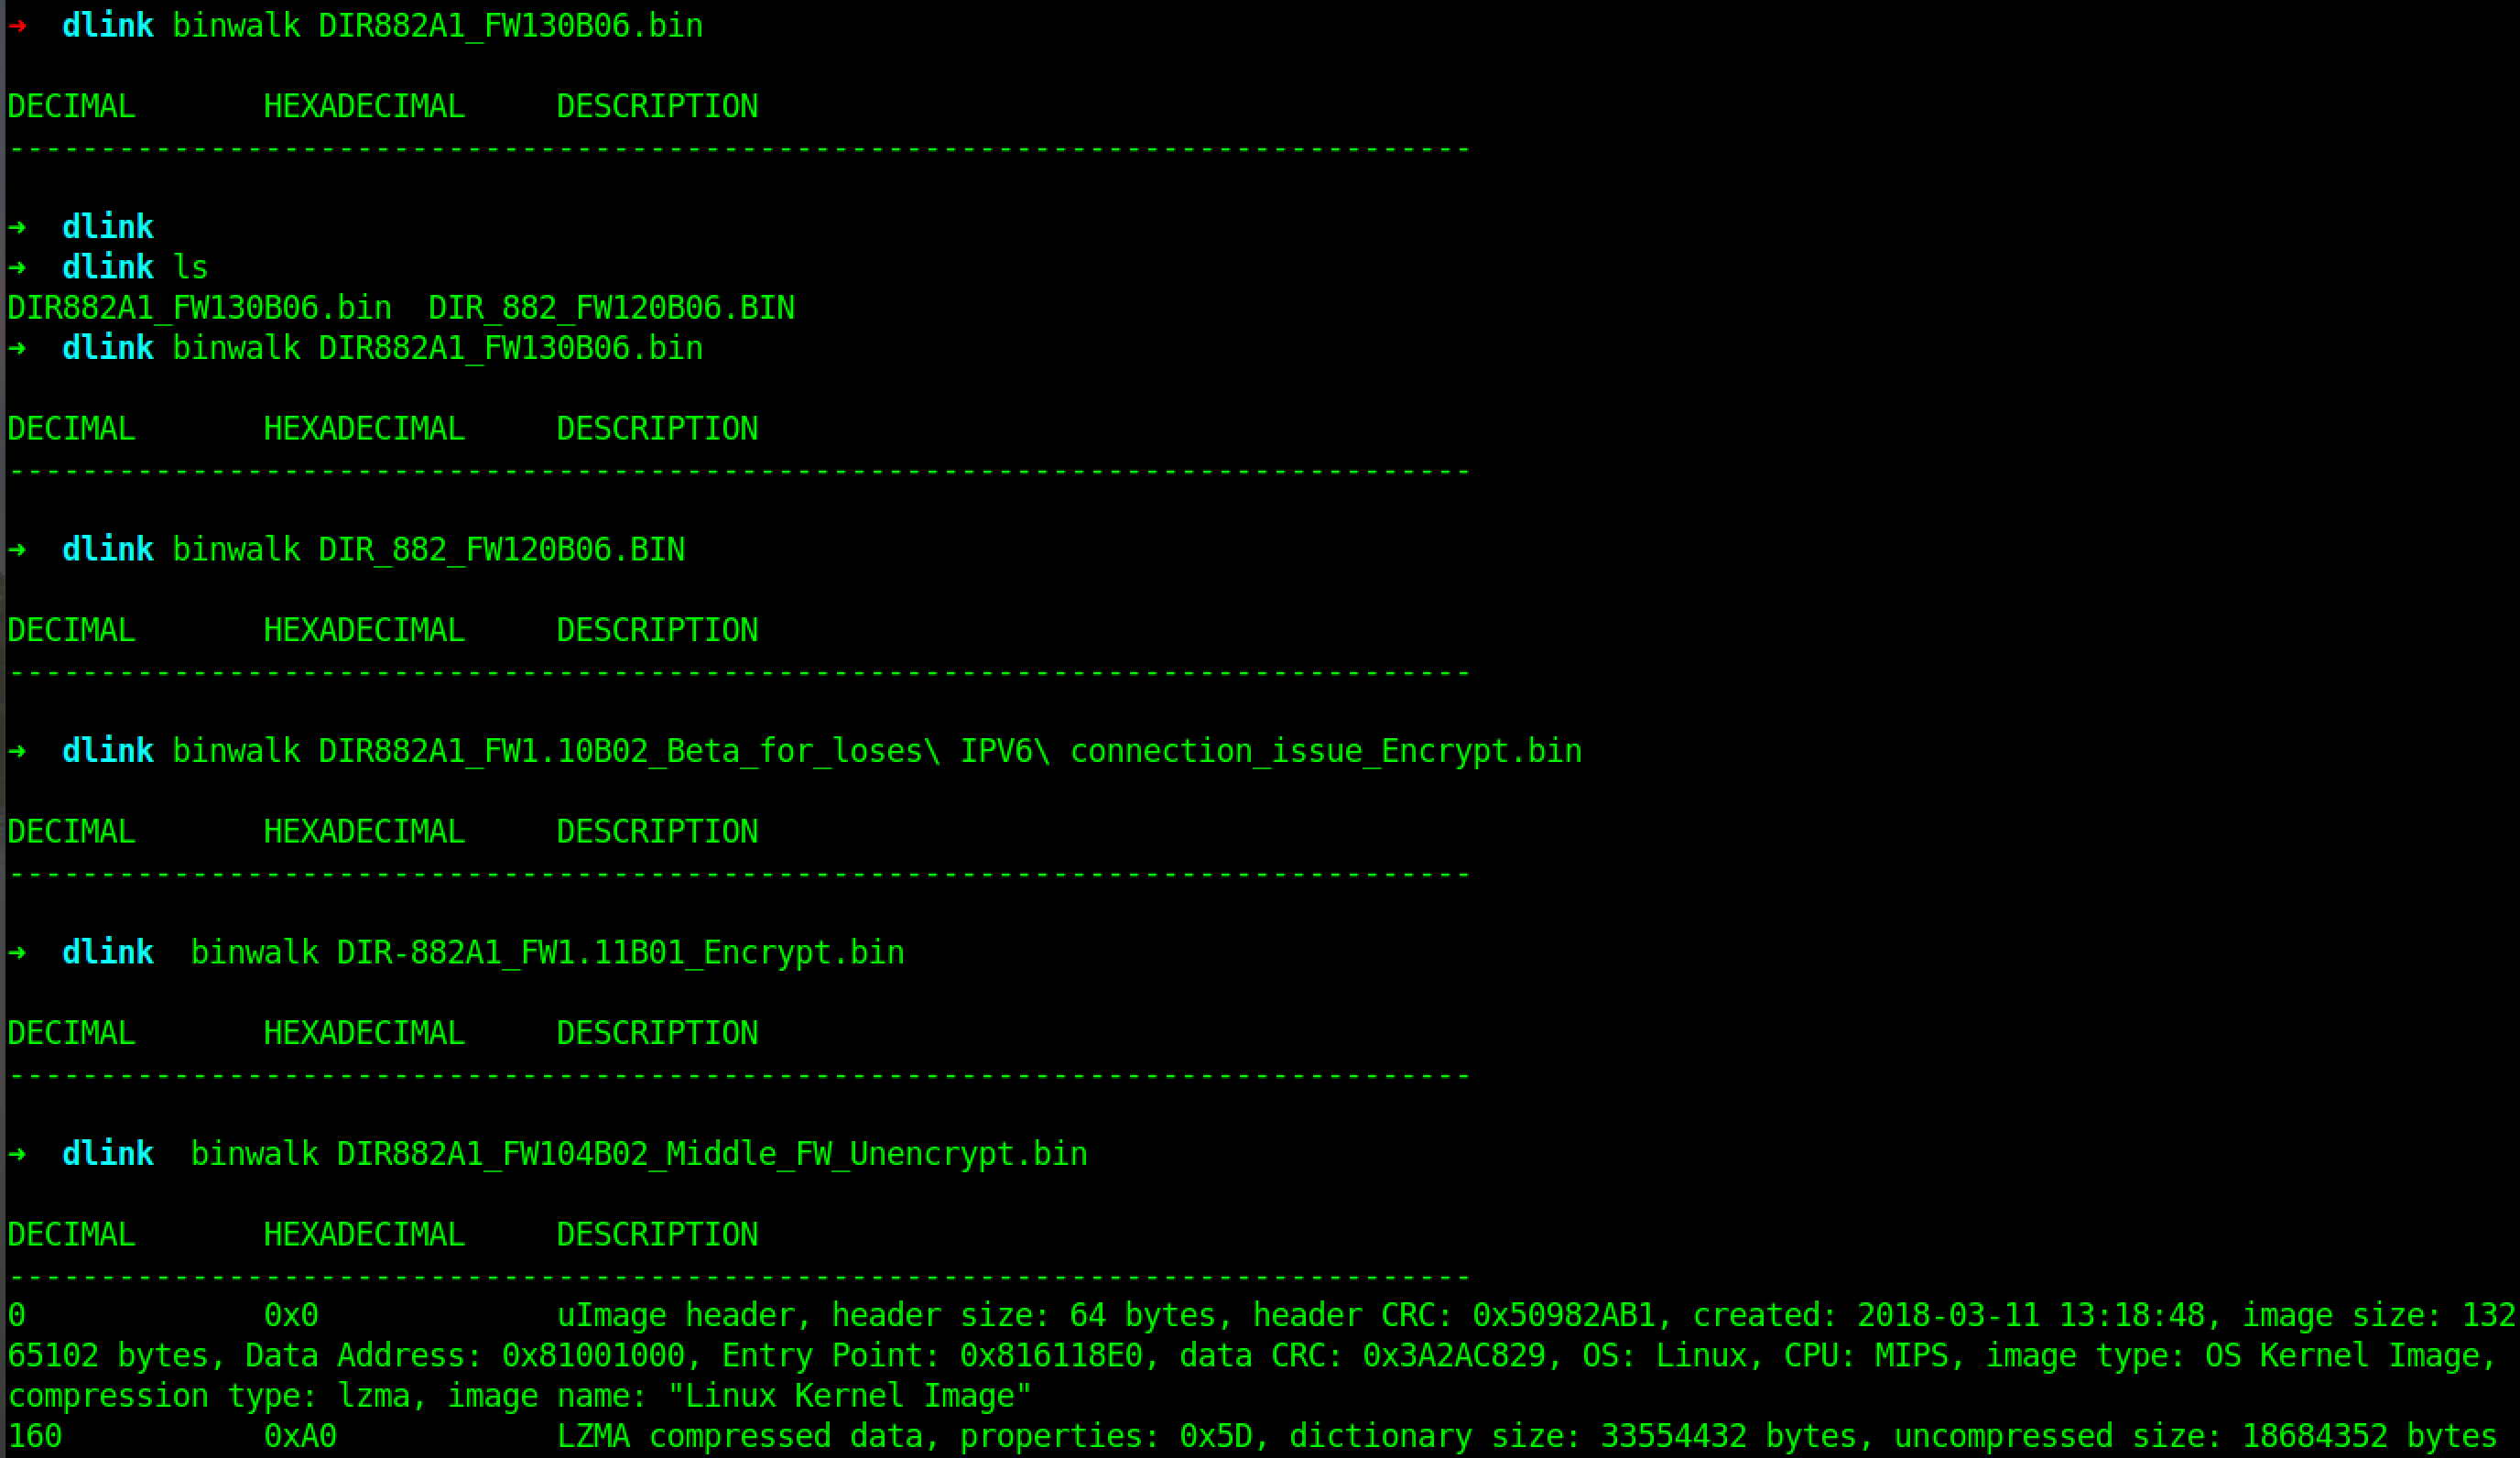 ➜  dlink binwalk DIR882A1_FW130B06.bin
DECIMAL       HEXADECIMAL     DESCRIPTION
--------------------------------------------------------------------------------
➜  dlink
➜  dlink ls
DIR882A1_FW130B06.bin  DIR_882_FW120B06.BIN
➜  dlink binwalk DIR882A1_FW130B06.bin
DECIMAL       HEXADECIMAL     DESCRIPTION
--------------------------------------------------------------------------------
➜  dlink binwalk DIR_882_FW120B06.BIN
DECIMAL       HEXADECIMAL     DESCRIPTION
--------------------------------------------------------------------------------
➜  dlink binwalk DIR882A1_FW1.10B02_Beta_for_loses\ IPV6\ connection_issue_Encrypt.bin
DECIMAL       HEXADECIMAL     DESCRIPTION
--------------------------------------------------------------------------------
➜  dlink  binwalk DIR-882A1_FW1.11B01_Encrypt.bin
DECIMAL       HEXADECIMAL     DESCRIPTION
--------------------------------------------------------------------------------
➜  dlink  binwalk DIR882A1_FW104B02_Middle_FW_Unencrypt.bin
DECIMAL       HEXADECIMAL     DESCRIPTION
--------------------------------------------------------------------------------
0             0x0             uImage header, header size: 64 bytes, header CRC: 0x50982AB1, created: 2018-03-11 13:18:48, image size: 132
65102 bytes, Data Address: 0x81001000, Entry Point: 0x816118E0, data CRC: 0x3A2AC829, OS: Linux, CPU: MIPS, image type: OS Kernel Image,
compression type: lzma, image name: "Linux Kernel Image"
160           0xA0            LZMA compressed data, properties: 0x5D, dictionary size: 33554432 bytes, uncompressed size: 18684352 bytes